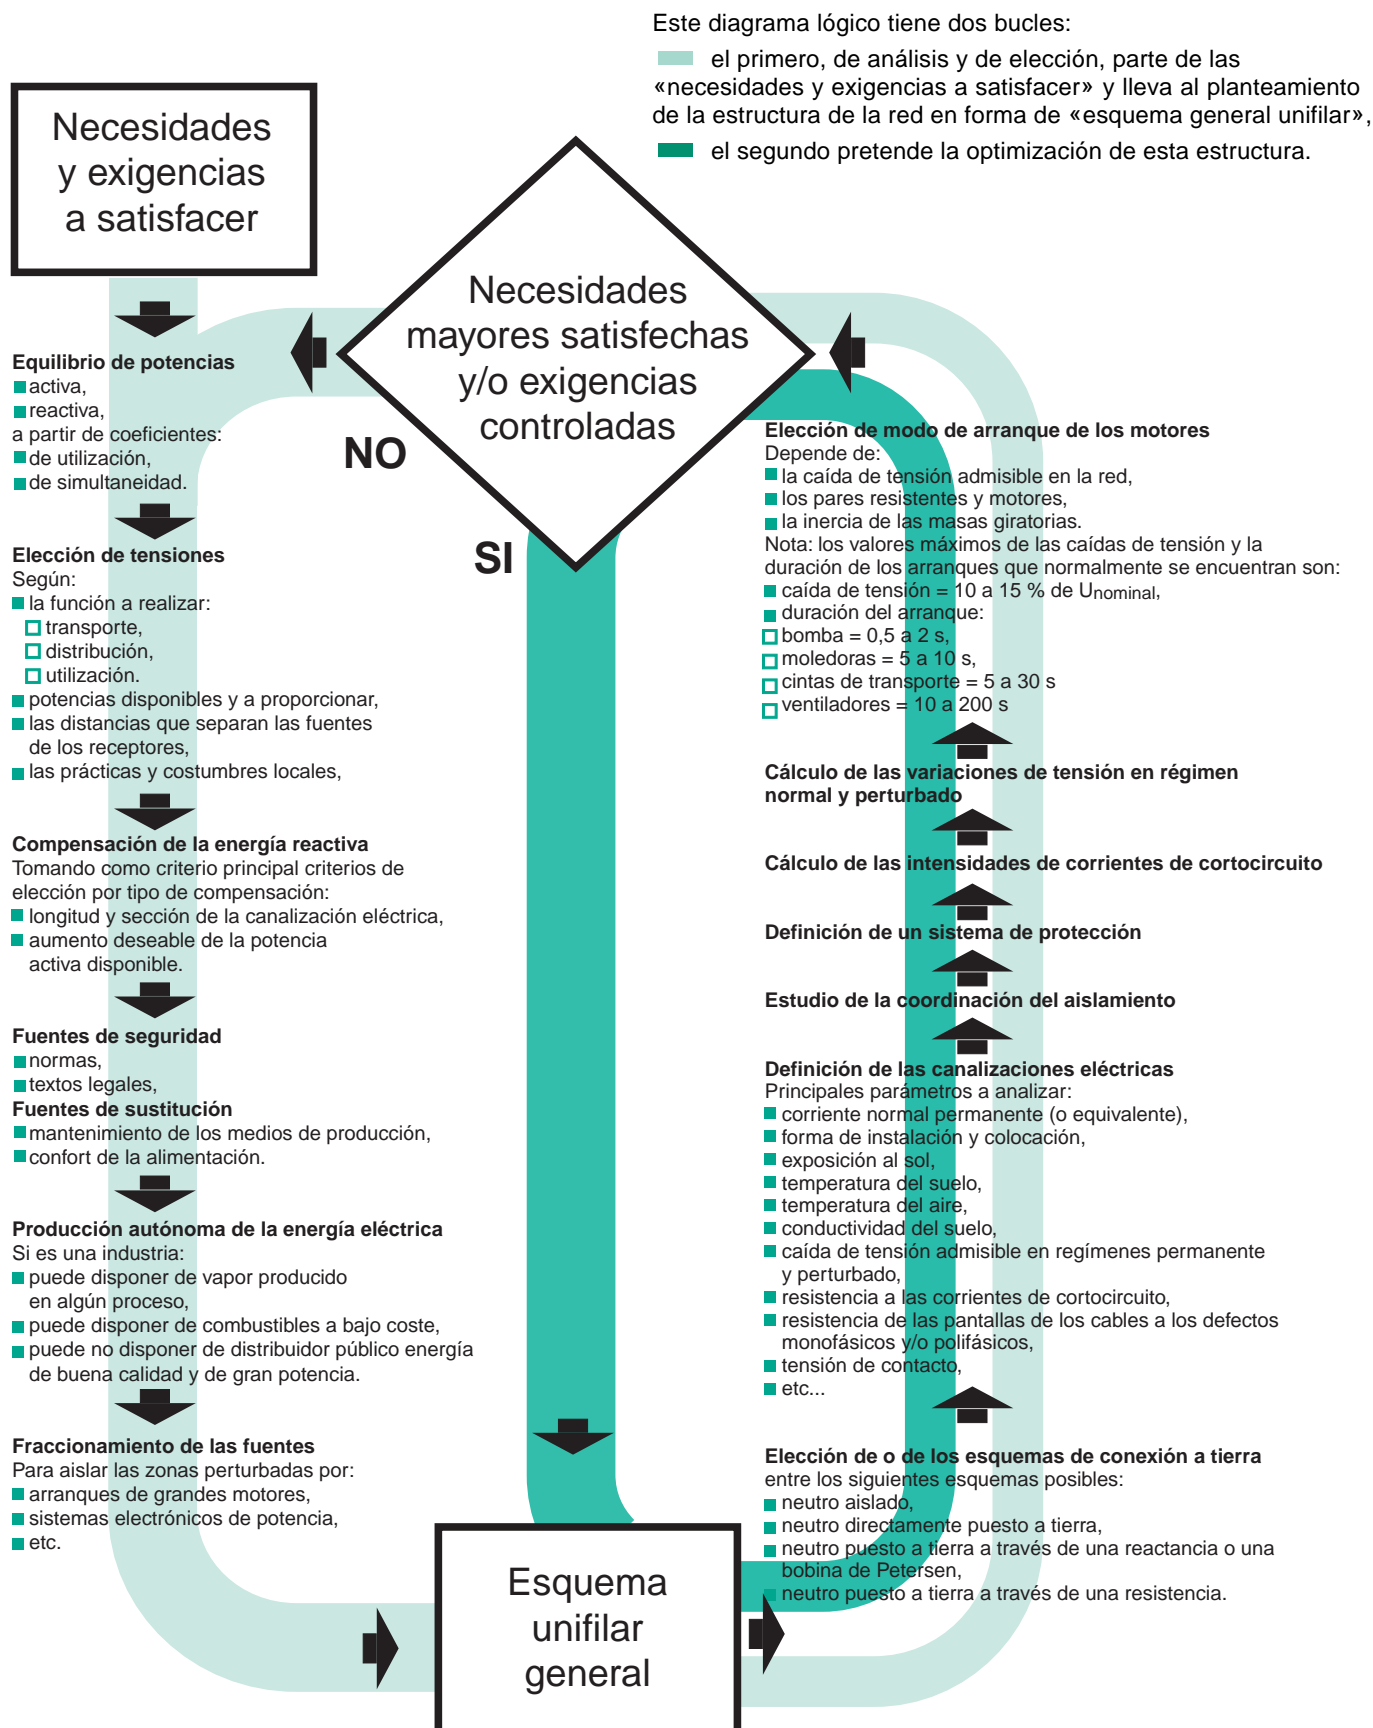 Este diagrama lógico tiene dos bucles:
el primero, de análisis y de elección, parte de las
«necesidades y exigencias a satisfacer» y lleva al planteamiento
de la estructura de la red en forma de «esquema general unifilar»,
el segundo pretende la optimización de esta estructura.
Necesidades
y exigencias
a satisfacer
Necesidades
mayores satisfechas
y/o exigencias
controladas
NO
SI
Equilibrio de potencias
activa,
reactiva,
a partir de coeficientes:
de utilización,
de simultaneidad.
Elección de tensiones
Según:
la función a realizar:
transporte,
distribución,
utilización.
potencias disponibles y a proporcionar,
las distancias que separan las fuentes
de los receptores,
las prácticas y costumbres locales,
Compensación de la energía reactiva
Tomando como criterio principal criterios de
elección por tipo de compensación:
longitud y sección de la canalización eléctrica,
aumento deseable de la potencia
activa disponible.
Fuentes de seguridad
normas,
textos legales,
Fuentes de sustitución
mantenimiento de los medios de producción,
confort de la alimentación.
Producción autónoma de la energía eléctrica
Si es una industria:
puede disponer de vapor producido
en algún proceso,
puede disponer de combustibles a bajo coste,
puede no disponer de distribuidor público energía
de buena calidad y de gran potencia.
Fraccionamiento de las fuentes
Para aislar las zonas perturbadas por:
arranques de grandes motores,
sistemas electrónicos de potencia,
etc.
Esquema
unifilar
general
Elección de modo de arranque de los motores
Depende de:
la caída de tensión admisible en la red,
los pares resistentes y motores,
la inercia de las masas giratorias.
Nota: los valores máximos de las caídas de tensión y la
duración de los arranques que normalmente se encuentran son:
caída de tensión = 10 a 15 % de Unominal,
duración del arranque:
bomba = 0,5 a 2 s,
moledoras = 5 a 10 s,
cintas de transporte = 5 a 30 s
ventiladores = 10 a 200 s
Cálculo de las variaciones de tensión en régimen
normal y perturbado
Cálculo de las intensidades de corrientes de cortocircuito
Definición de un sistema de protección
Estudio de la coordinación del aislamiento
Definición de las canalizaciones eléctricas
Principales parámetros a analizar:
corriente normal permanente (o equivalente),
forma de instalación y colocación,
exposición al sol,
temperatura del suelo,
temperatura del aire,
conductividad del suelo,
caída de tensión admisible en regímenes permanente
y perturbado,
resistencia a las corrientes de cortocircuito,
resistencia de las pantallas de los cables a los defectos
monofásicos y/o polifásicos,
tensión de contacto,
etc...
Elección de o de los esquemas de conexión a tierra
entre los siguientes esquemas posibles:
neutro aislado,
neutro directamente puesto a tierra,
neutro puesto a tierra a través de una reactancia o una
bobina de Petersen,
neutro puesto a tierra a través de una resistencia.